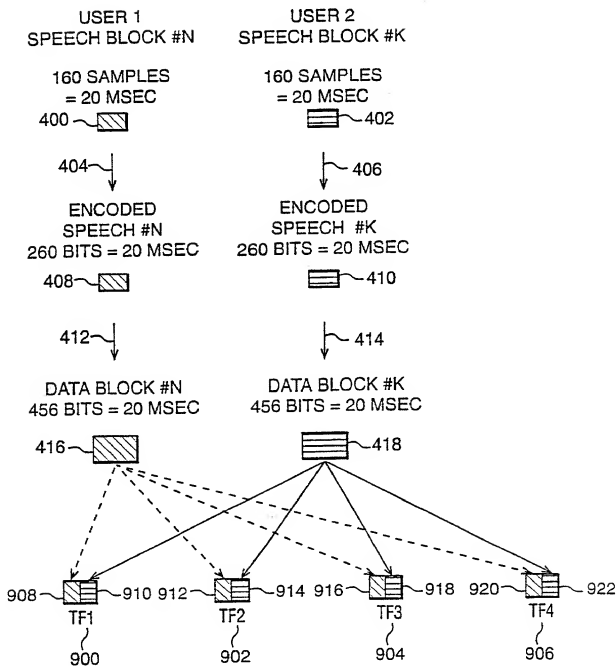 USER 1 USER 2
SPEECH BLOCK #N SPEECH BLOCK #K
160 SAMPLES 160 SAMPLES
= 20 MSEC = 20 MSEC
400 402
404 406
ENCODED ENCODED
SPEECH #N SPEECH #K
260 BITS = 20 MSEC 260 BITS = 20 MSEC
408 410
412 414
DATA BLOCK #N DATA BLOCK #K
456 BITS = 20 MSEC 456 BITS = 20 MSEC
416 418
908 910 912 914 916 918 920 922
TF1 TF2 TF3 TF4
900 902 904 906